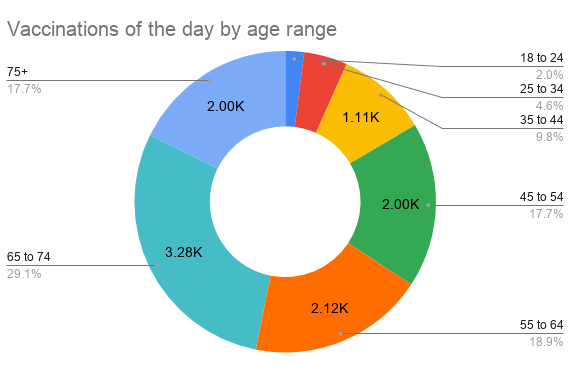 Vaccinations of the day by age range
18 to 24
2.0%
25 to 34
4.6%
35 to 44
9.8%
45 to 54
17.7%
55 to 64
18.9%
65 to 74
29.1%
75+
17.7%
1.11K
2.00K
2.12K
3.28K
2.00K